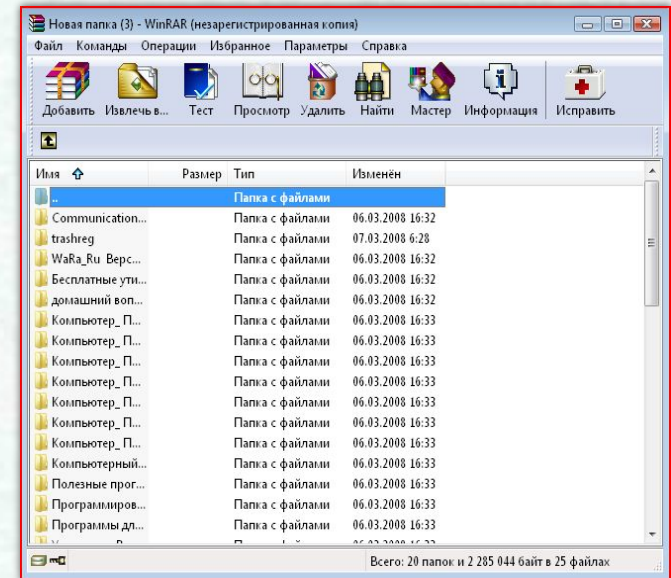 Новая папка (3) - WinRAR (незарегистрированная копия)
Файл Команды Операции Избранное Параметры Справка
Добавить Извлечь в... Тест Просмотр Удалить Найти Мастер Информация Исправить
Имя Размер Тип Изменён
.. Папка с файлами
Communication... Папка с файлами 06.03.2008 16:32
trashreg Папка с файлами 07.03.2008 6:28
WaRa_Ru Верс... Папка с файлами 06.03.2008 16:32
Бесплатные ути... Папка с файлами 06.03.2008 16:32
домашний воп... Папка с файлами 06.03.2008 16:32
Компьютер_ П... Папка с файлами 06.03.2008 16:33
Компьютер_ П... Папка с файлами 06.03.2008 16:33
Компьютер_ П... Папка с файлами 06.03.2008 16:33
Компьютер_ П... Папка с файлами 06.03.2008 16:33
Компьютер_ П... Папка с файлами 06.03.2008 16:33
Компьютер_ П... Папка с файлами 06.03.2008 16:33
Компьютер_ П... Папка с файлами 06.03.2008 16:33
Компьютерный... Папка с файлами 06.03.2008 16:33
Полезные прог... Папка с файлами 06.03.2008 16:33
Программиров... Папка с файлами 06.03.2008 16:33
Программы дл... Папка с файлами 06.03.2008 16:33
Всего: 20 папок и 2 285 044 байт в 25 файлах